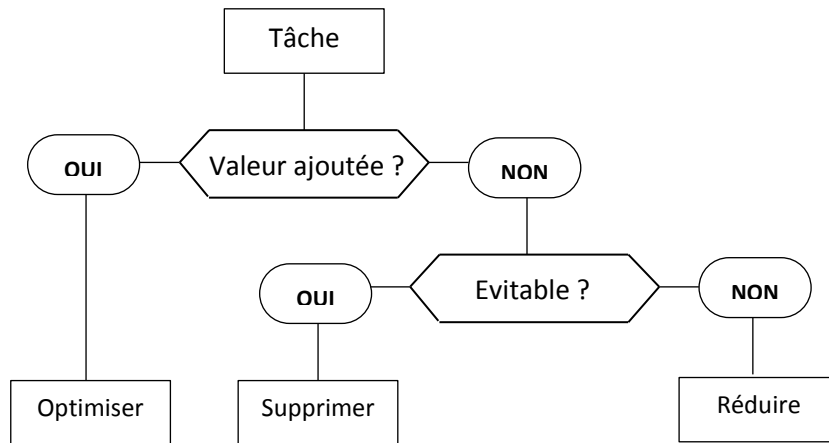 Tâche
OUI
Valeur ajoutée ?
NON
OUI
Evitable ?
NON
Optimiser
Supprimer
Réduire